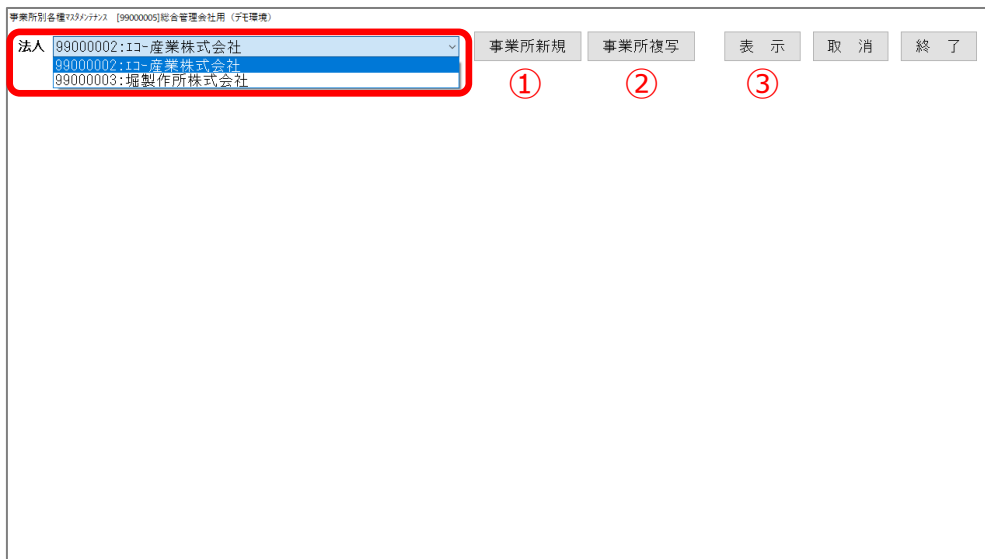 事業所別各種ﾏｽﾀﾒﾝﾃﾅﾝｽ [99000005]総合管理会社用（デモ環境）
法人 99000002:ｴｺｰ産業株式会社 事業所新規 事業所複写 表 示 取 消 終 了
99000002:ｴｺｰ産業株式会社
99000003:堀製作所株式会社
① ② ③